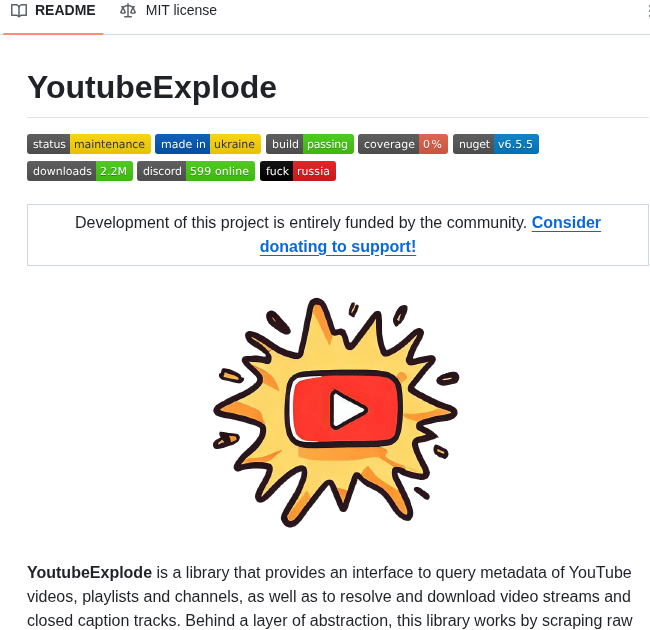 README MIT license
YoutubeExplode
status maintenance made in ukraine build passing coverage 0% nuget v6.5.5
downloads 2.2M discord 599 online fuck russia
Development of this project is entirely funded by the community. Consider
donating to support!
YoutubeExplode is a library that provides an interface to query metadata of YouTube
videos, playlists and channels, as well as to resolve and download video streams and
closed caption tracks. Behind a layer of abstraction, this library works by scraping raw